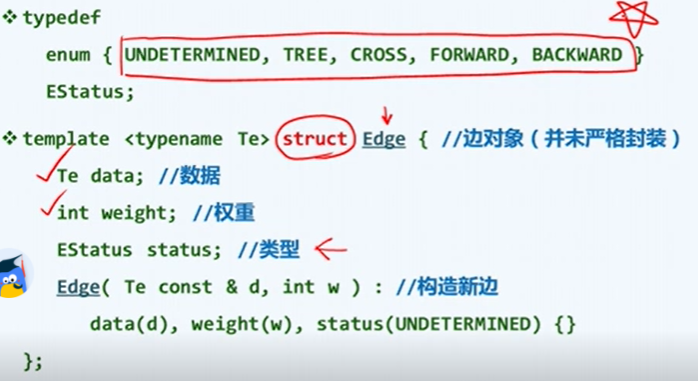 ❖ typedef
enum { UNDETERMINED, TREE, CROSS, FORWARD, BACKWARD }
EStatus;
❖ template <typename Te> struct Edge { //边对象（并未严格封装）
Te data; //数据
int weight; //权重
EStatus status; //类型
Edge( Te const & d, int w ) : //构造新边
data(d), weight(w), status(UNDETERMINED) {}
};